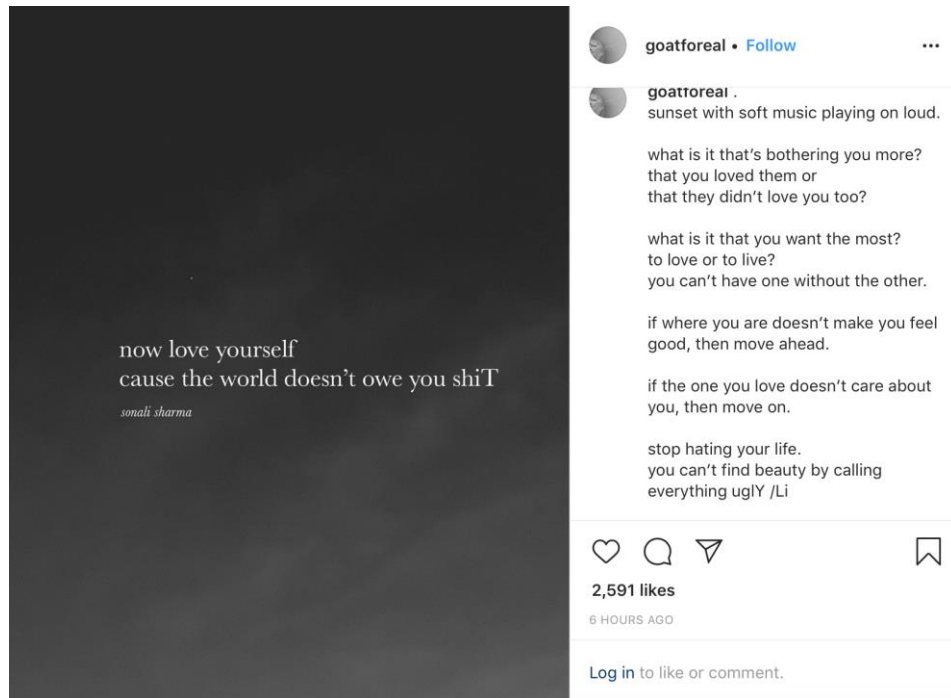 now love yourself
cause the world doesn’t owe you shiT
sonali sharma
goatforeal • Follow
goatforeal .
sunset with soft music playing on loud.
what is it that’s bothering you more?
that you loved them or
that they didn’t love you too?
what is it that you want the most?
to love or to live?
you can’t have one without the other.
if where you are doesn’t make you feel
good, then move ahead.
if the one you love doesn’t care about
you, then move on.
stop hating your life.
you can’t find beauty by calling
everything uglY /Li
2,591 likes
6 HOURS AGO
Log in to like or comment.